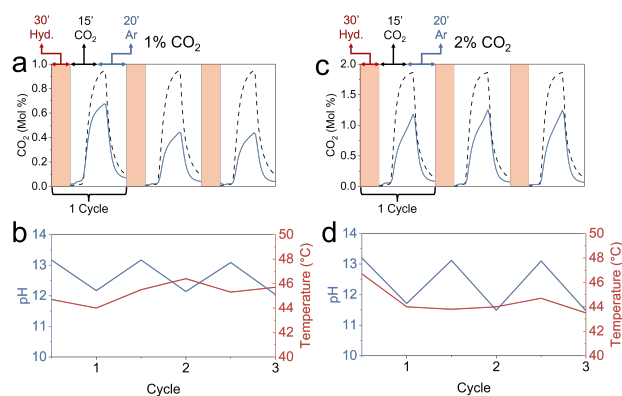 30' 15' 20'
Hyd. CO2 Ar 1% CO2
a
CO2 (Mol %)
1.0
0.8
0.6
0.4
0.2
0.0
1 Cycle
30' 15' 20'
Hyd. CO2 Ar 2% CO2
c
CO2 (Mol %)
2.0
1.5
1.0
0.5
0.0
1 Cycle
b
pH
14
13
12
11
10
50
48
46
44
42
40
Temperature (°C)
1 2 3
Cycle
d
pH
14
13
12
11
10
50
48
46
44
42
40
Temperature (°C)
1 2 3
Cycle